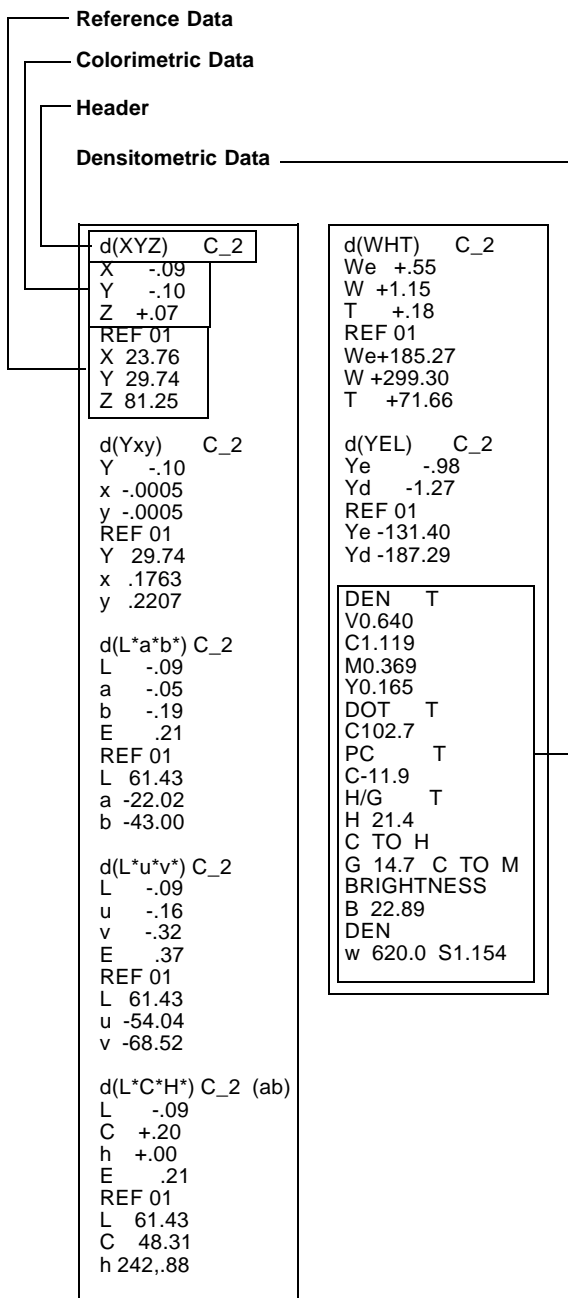 Reference Data
Colorimetric Data
Header
Densitometric Data
d(XYZ) C_2
X -.09
Y -.10
Z +.07
REF 01
X 23.76
Y 29.74
Z 81.25
d(Yxy) C_2
Y -.10
x -.0005
y -.0005
REF 01
Y 29.74
x .1763
y .2207
d(L*a*b*) C_2
L -.09
a -.05
b -.19
E .21
REF 01
L 61.43
a -22.02
b -43.00
d(L*u*v*) C_2
L -.09
u -.16
v -.32
E .37
REF 01
L 61.43
u -54.04
v -68.52
d(L*C*H*) C_2 (ab)
L -.09
C +.20
h +.00
E .21
REF 01
L 61.43
C 48.31
h 242,.88
d(WHT) C_2
We +.55
W +1.15
T +.18
REF 01
We+185.27
W +299.30
T +71.66
d(YEL) C_2
Ye -.98
Yd -1.27
REF 01
Ye -131.40
Yd -187.29
DEN T
V0.640
C1.119
M0.369
Y0.165
DOT T
C102.7
PC T
C-11.9
H/G T
H 21.4
C TO H
G 14.7 C TO M
BRIGHTNESS
B 22.89
DEN
w 620.0 S1.154